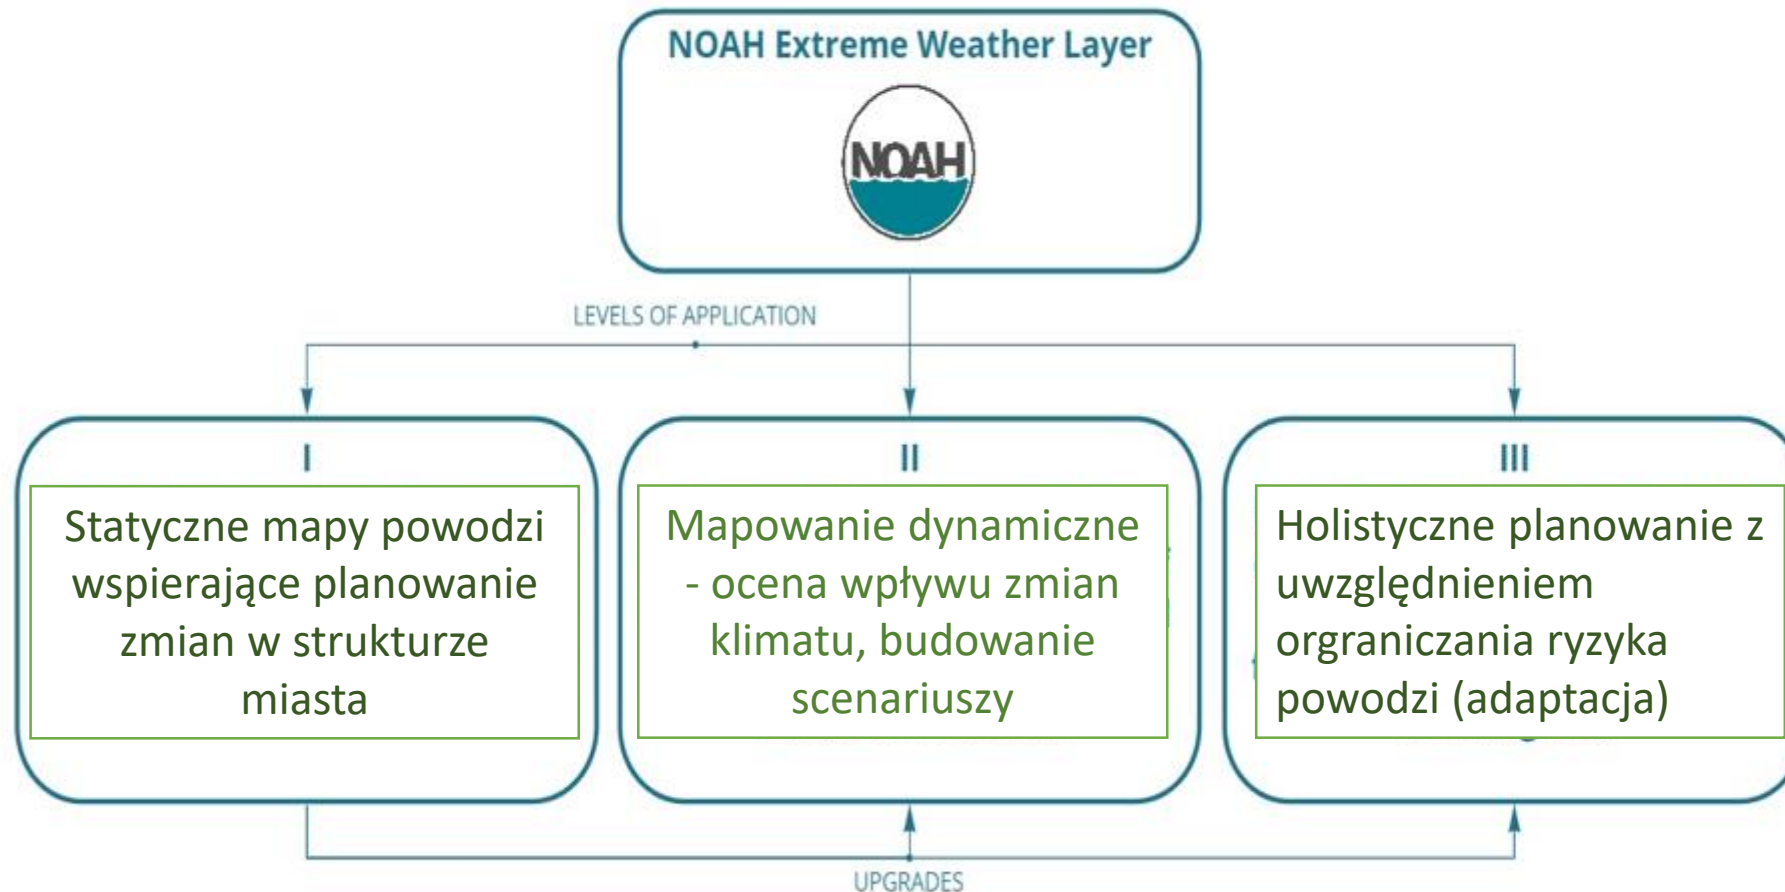 NOAH Extreme Weather Layer
NOAH
LEVELS OF APPLICATION
I
Statyczne mapy powodzi
wspierające planowanie
zmian w strukturze
miasta
II
Mapowanie dynamiczne
- ocena wpływu zmian
klimatu, budowanie
scenariuszy
III
Holistyczne planowanie z
uwzględnieniem
orgraniczania ryzyka
powodzi (adaptacja)
UPGRADES